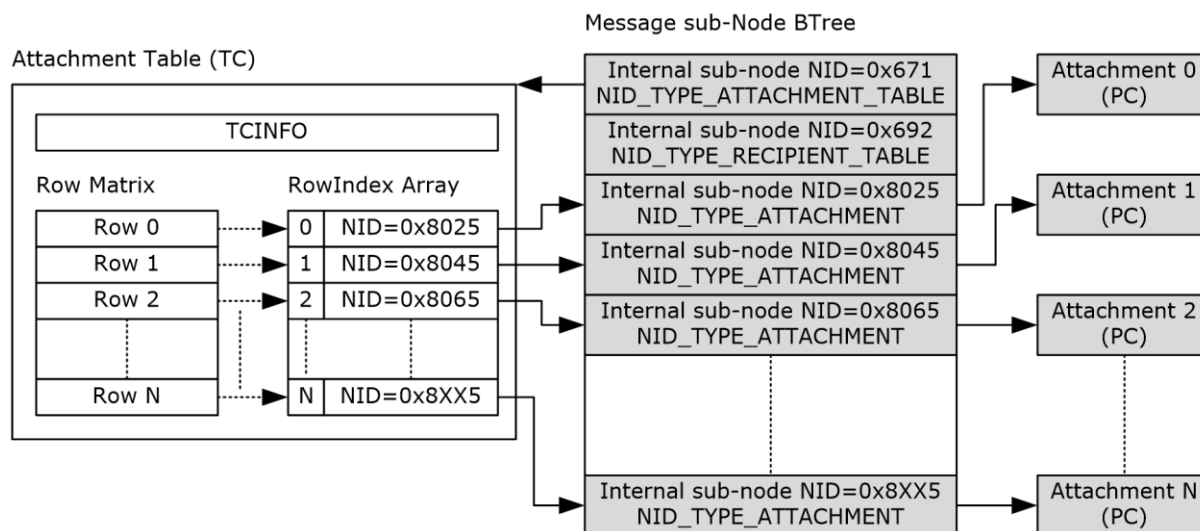 Message sub-Node BTree
Attachment Table (TC)
TCINFO
Row Matrix
RowIndex Array
Row 0
0 NID=0x8025
Row 1
1 NID=0x8045
Row 2
2 NID=0x8065
Row N
N NID=0x8XX5
Internal sub-node NID=0x671
NID_TYPE_ATTACHMENT_TABLE
Internal sub-node NID=0x692
NID_TYPE_RECIPIENT_TABLE
Internal sub-node NID=0x8025
NID_TYPE_ATTACHMENT
Internal sub-node NID=0x8045
NID_TYPE_ATTACHMENT
Internal sub-node NID=0x8065
NID_TYPE_ATTACHMENT
Internal sub-node NID=0x8XX5
NID_TYPE_ATTACHMENT
Attachment 0
(PC)
Attachment 1
(PC)
Attachment 2
(PC)
Attachment N
(PC)